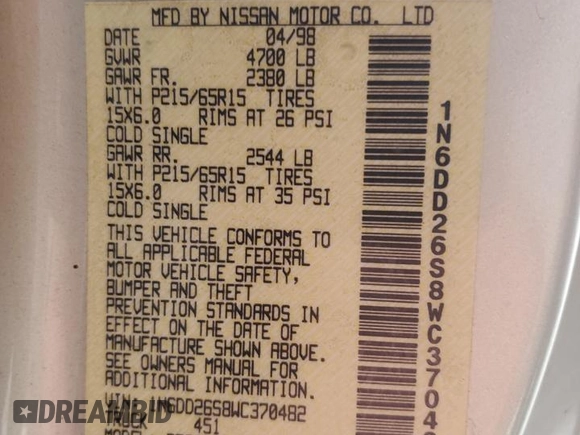 MFD BY NISSAN MOTOR CO. LTD
DATE 04/98
GVWR 4700 LB
GAWR FR. 2380 LB
WITH P215/65R15 TIRES
15X6.0 RIMS AT 26 PSI
COLD SINGLE
GAWR RR. 2544 LB
WITH P215/65R15 TIRES
15X6.0 RIMS AT 35 PSI
COLD SINGLE
THIS VEHICLE CONFORMS TO
ALL APPLICABLE FEDERAL
MOTOR VEHICLE SAFETY,
BUMPER AND THEFT
PREVENTION STANDARDS IN
EFFECT ON THE DATE OF
MANUFACTURE SHOWN ABOVE.
SEE OWNERS MANUAL FOR
ADDITIONAL INFORMATION.
VIN: 1N6DD26S8WC370482
TRUCK 451
1N6DD26S8WC3704
DREAMBID